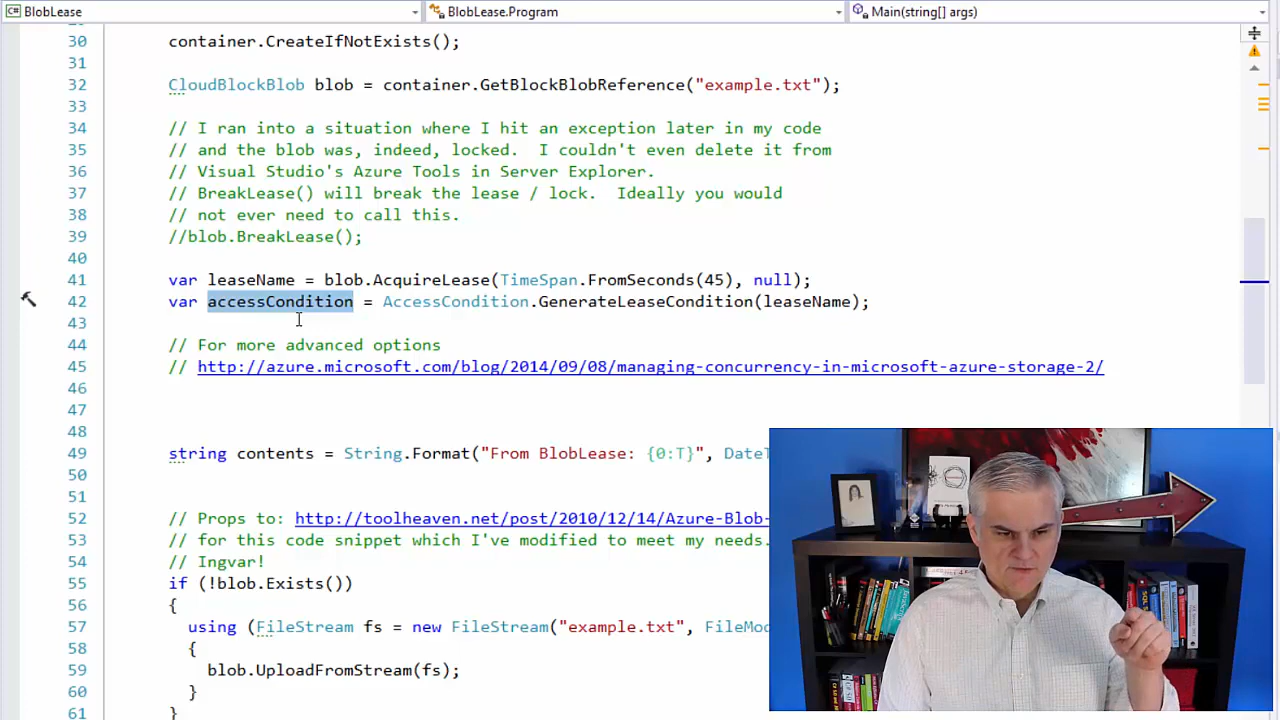 BlobLease
BlobLease.Program
Main(string[] args)
30 container.CreateIfNotExists();
31
32 CloudBlockBlob blob = container.GetBlockBlobReference("example.txt");
33
34 // I ran into a situation where I hit an exception later in my code
35 // and the blob was, indeed, locked.  I couldn't even delete it from
36 // Visual Studio's Azure Tools in Server Explorer.
37 // BreakLease() will break the lease / lock.  Ideally you would
38 // not ever need to call this.
39 //blob.BreakLease();
40
41 var leaseName = blob.AcquireLease(TimeSpan.FromSeconds(45), null);
42 var accessCondition = AccessCondition.GenerateLeaseCondition(leaseName);
43
44 // For more advanced options
45 // http://azure.microsoft.com/blog/2014/09/08/managing-concurrency-in-microsoft-azure-storage-2/
46
47
48
49 string contents = String.Format("From BlobLease: {0:T}", DateT
50
51
52 // Props to: http://toolheaven.net/post/2010/12/14/Azure-Blob-
53 // for this code snippet which I've modified to meet my needs.
54 // Ingvar!
55 if (!blob.Exists())
56 {
57 using (FileStream fs = new FileStream("example.txt", FileMod
58 {
59 blob.UploadFromStream(fs);
60 }
61 }